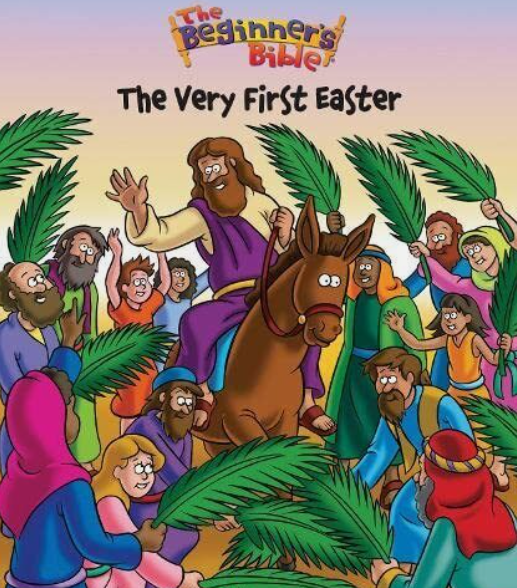 The
Beginner's
Bible
The Very First Easter